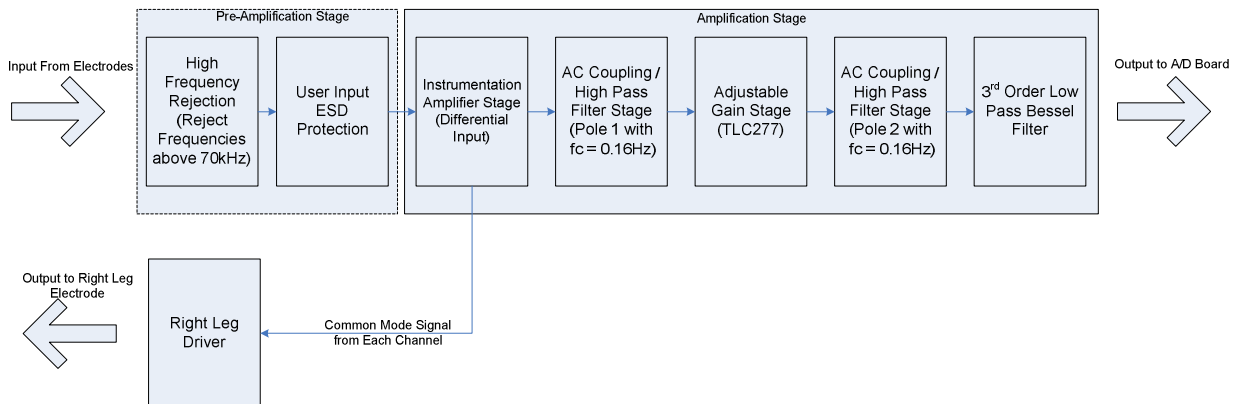 Pre-Amplification Stage
Amplification Stage
Input From Electrodes
High
Frequency
Rejection
(Reject
Frequencies
above 70kHz)
User Input
ESD
Protection
Instrumentation
Amplifier Stage
(Differential
Input)
AC Coupling /
High Pass
Filter Stage
(Pole 1 with
fc = 0.16Hz)
Adjustable
Gain Stage
(TLC277)
AC Coupling /
High Pass
Filter Stage
(Pole 2 with
fc = 0.16Hz)
3rd Order Low
Pass Bessel
Filter
Output to A/D Board
Output to Right Leg
Electrode
Right Leg
Driver
Common Mode Signal
from Each Channel